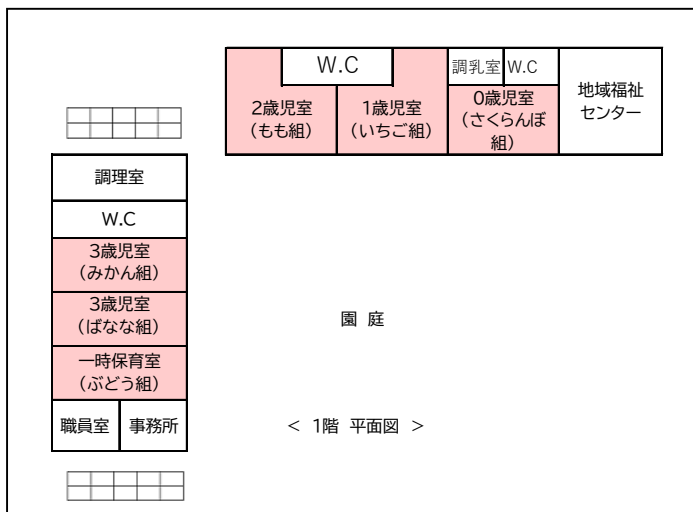 W.C
調乳室 W.C
2歳児室
(もも組)
1歳児室
(いちご組)
0歳児室
(さくらんぼ
組)
地域福祉
センター
調理室
W.C
3歳児室
(みかん組)
3歳児室
(ばなな組)
一時保育室
(ぶどう組)
職員室 事務所
園 庭
< 1階 平面図 >